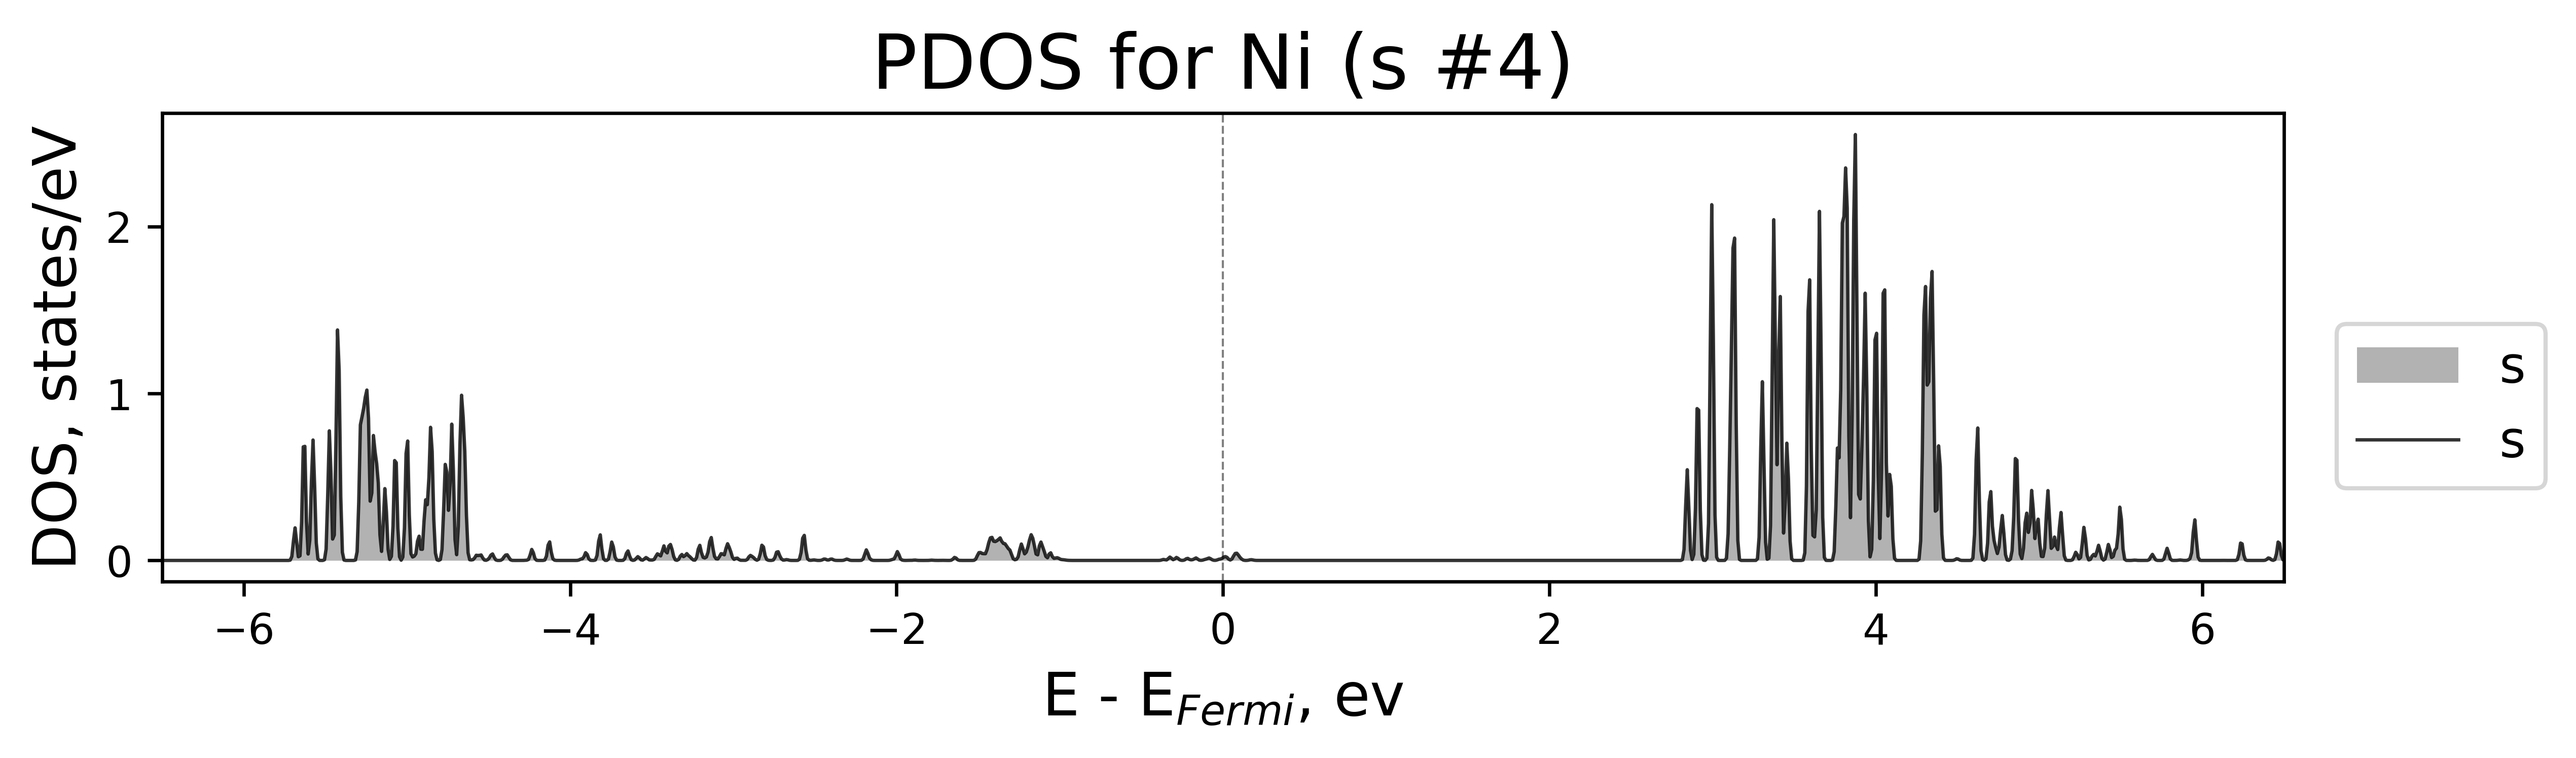 PDOS for Ni (s #4)
DOS, states/eV
2
1
0
−6
−4
−2
0
2
4
6
E - E_Fermi, ev
s
s